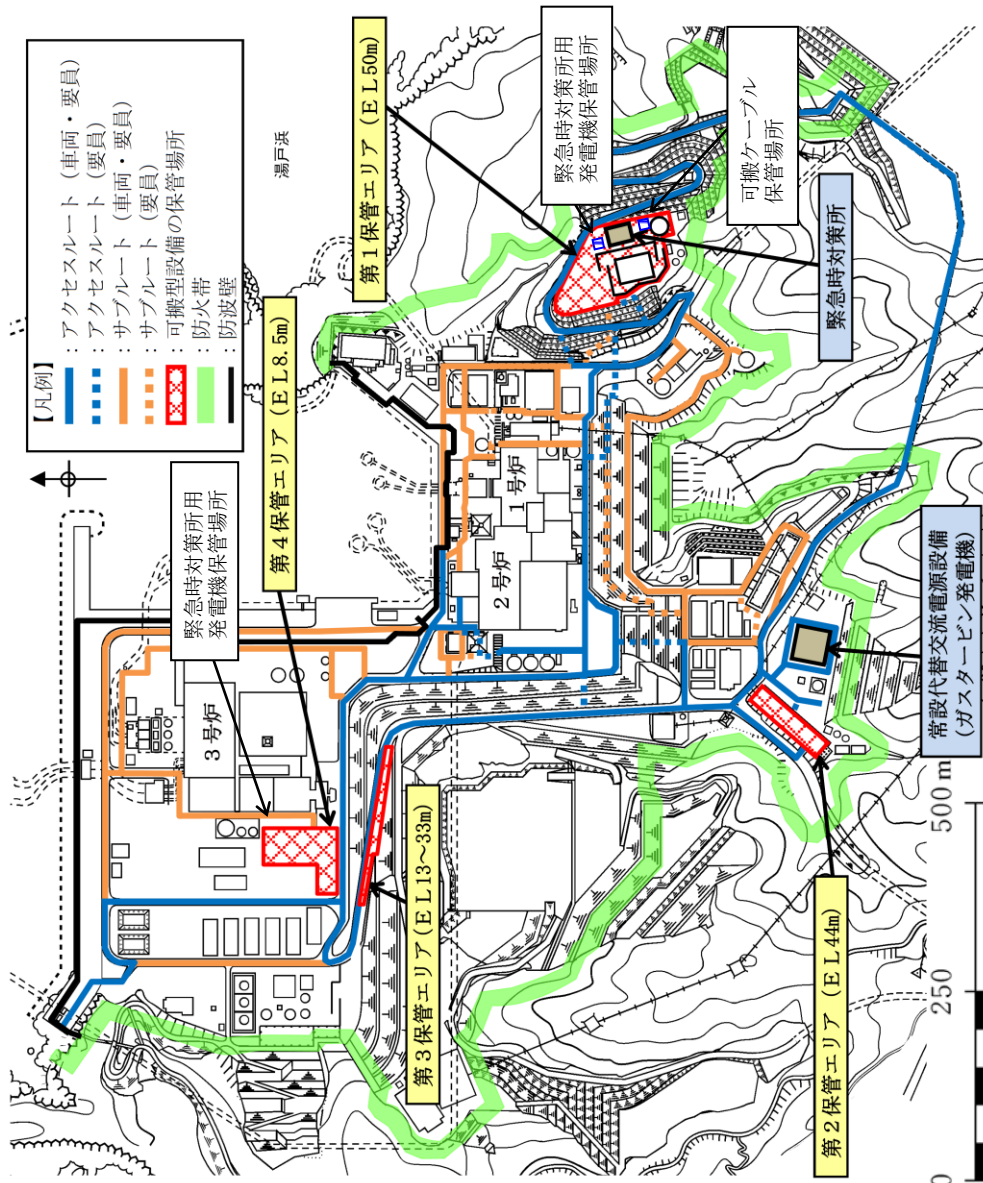 【凡例】
：アクセスルート（車両・要員）
：アクセスルート（要員）
：サブルート（車両・要員）
：サブルート（要員）
：可搬型設備の保管場所
：防火帯
：防波壁
湯戸浜
緊急時対策所用
発電機保管場所
第4保管エリア（EL8.5m）
第1保管エリア（EL50m）
緊急時対策所用
発電機保管場所
可搬ケーブル
保管場所
緊急時対策所
3号炉
2号炉
1号炉
第3保管エリア（EL13～33m）
第2保管エリア（EL44m）
常設代替交流電源設備
(ガスタービン発電機)
0
250
500m